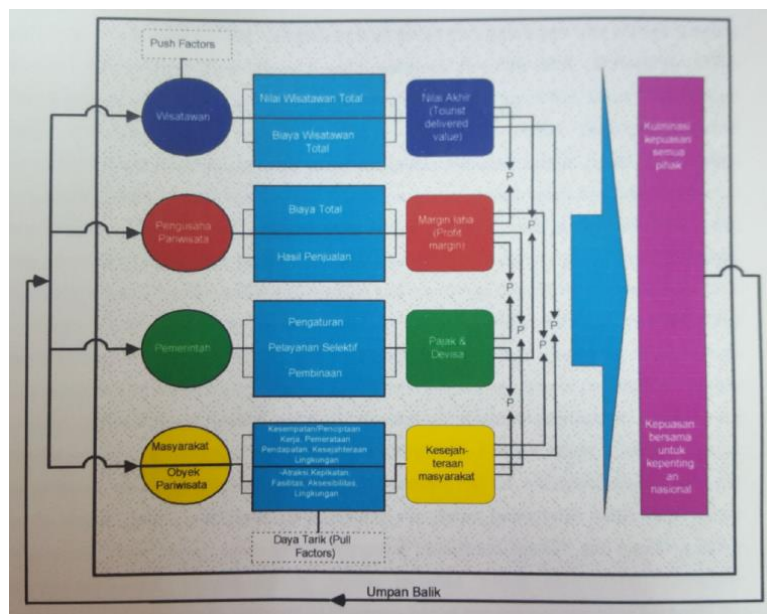 Push Factors
Wisatawan
Nilai Wisatawan Total
Biaya Wisatawan
Total
Nilai Akhir
(Tourist
delivered
value)
Kulminasi
kepuasan
semua
pihak
P
P
P
Pengusaha
Pariwisata
Biaya Total
Hasil Penjualan
Margin laba
(Profit
margin)
P
P
P
Pemerintah
Pengaturan
Pelayanan Selektif
Pembinaan
Pajak &
Devisa
Masyarakat
Obyek
Pariwisata
Kesempatan/Penciptaan
Kerja, Pemerataan
Pendapatan, Kesejahteraan
Lingkungan
-Atraksi,Kepikatan,
Fasilitas, Aksesibilitas,
Lingkungan
Kesejah-
teraan
masyarakat
P
Kepuasan
bersama
untuk
kepenting
an
nasional
Daya Tarik (Pull
Factors)
Umpan Balik